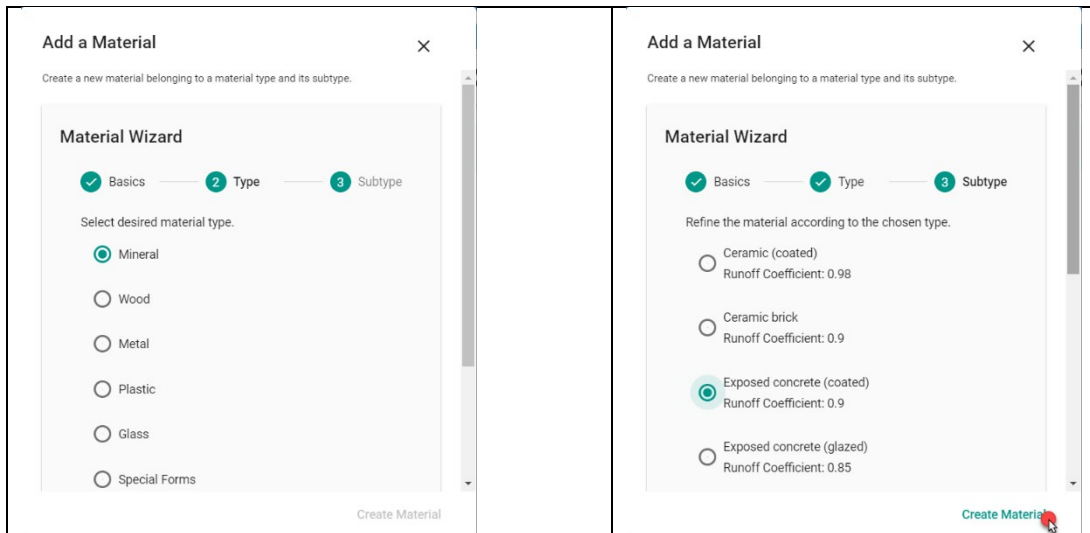 Add a Material
Create a new material belonging to a material type and its subtype.
Material Wizard
Basics 2 Type 3 Subtype
Select desired material type.
Mineral
Wood
Metal
Plastic
Glass
Special Forms
Create Material
Add a Material
Create a new material belonging to a material type and its subtype.
Material Wizard
Basics Type 3 Subtype
Refine the material according to the chosen type.
Ceramic (coated)
Runoff Coefficient: 0.98
Ceramic brick
Runoff Coefficient: 0.9
Exposed concrete (coated)
Runoff Coefficient: 0.9
Exposed concrete (glazed)
Runoff Coefficient: 0.85
Create Material